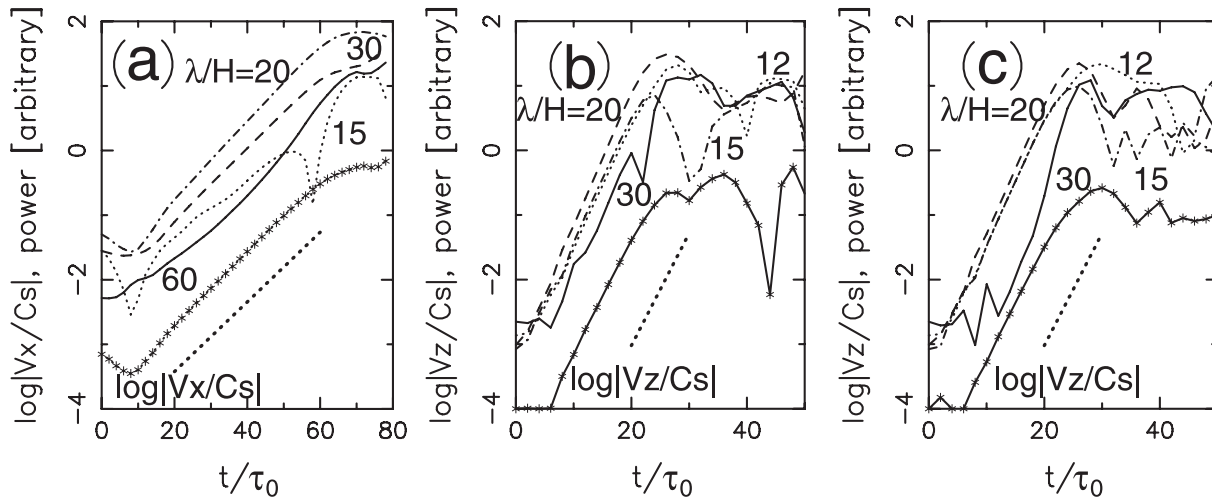 log|Vx/Cs|, power [arbitrary]
2
0
−2
−4
(a)
λ/H=20
30
15
60
log|Vx/Cs|
0 20 40 60 80
t/τ0
log|Vz/Cs|, power [arbitrary]
2
0
−2
−4
(b)
12
λ/H=20
15
30
log|Vz/Cs|
0 20 40
t/τ0
log|Vz/Cs|, power [arbitrary]
2
0
−2
−4
(c)
12
λ/H=20
30
15
log|Vz/Cs|
0 20 40
t/τ0